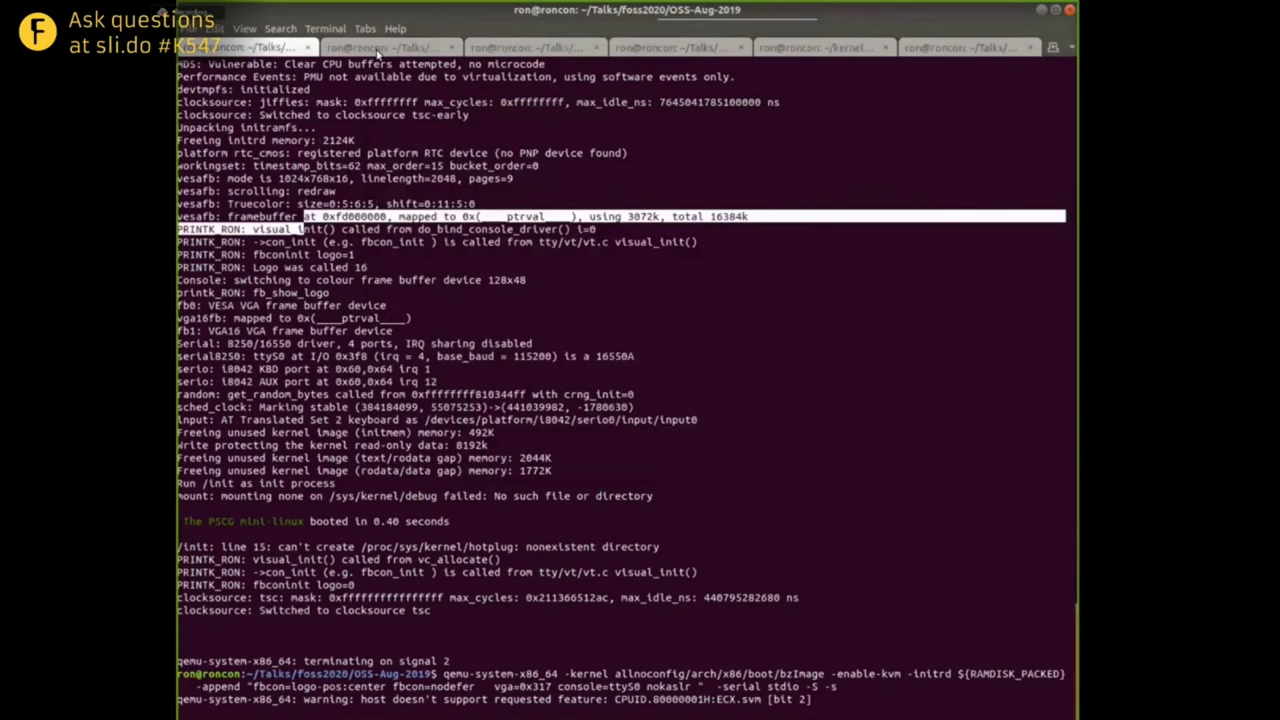 Ask questions
at sli.do #K547
ron@roncon: ~/Talks/foss2020/OSS-Aug-2019
Edit View Search Terminal Tabs Help
roncon: ~/Talks/... × ron@roncon: ~/Talks/... × ron@roncon: ~/Talks/... × ron@roncon: ~/Talks/... × ron@roncon: ~/kernel... × ron@roncon: ~/Talks/... ×
MDS: Vulnerable: Clear CPU buffers attempted, no microcode
Performance Events: PMU not available due to virtualization, using software events only.
devtmpfs: initialized
clocksource: jiffies: mask: 0xffffffff max_cycles: 0xffffffff, max_idle_ns: 7645041785100000 ns
clocksource: Switched to clocksource tsc-early
Unpacking initramfs...
Freeing initrd memory: 2124K
platform rtc_cmos: registered platform RTC device (no PNP device found)
workingset: timestamp_bits=62 max_order=15 bucket_order=0
vesafb: mode is 1024x768x16, linelength=2048, pages=9
vesafb: scrolling: redraw
vesafb: Truecolor: size=0:5:6:5, shift=0:11:5:0
vesafb: framebuffer at 0xfd000000, mapped to 0x(____ptrval____), using 3072k, total 16384k
PRINTK_RON: visual_init() called from do_bind_console_driver() i=0
PRINTK_RON: ->con_init (e.g. fbcon_init ) is called from tty/vt/vt.c visual_init()
PRINTK_RON: fbconinit logo=1
PRINTK_RON: Logo was called 16
Console: switching to colour frame buffer device 128x48
printk_RON: fb_show_logo
fb0: VESA VGA frame buffer device
vga16fb: mapped to 0x(____ptrval____)
fb1: VGA16 VGA frame buffer device
Serial: 8250/16550 driver, 4 ports, IRQ sharing disabled
serial8250: ttyS0 at I/O 0x3f8 (irq = 4, base_baud = 115200) is a 16550A
serio: i8042 KBD port at 0x60,0x64 irq 1
serio: i8042 AUX port at 0x60,0x64 irq 12
random: get_random_bytes called from 0xffffffff810344ff with crng_init=0
sched_clock: Marking stable (384184099, 55075253)->(441039982, -1780630)
input: AT Translated Set 2 keyboard as /devices/platform/i8042/serio0/input/input0
Freeing unused kernel image (initmem) memory: 492K
Write protecting the kernel read-only data: 8192k
Freeing unused kernel image (text/rodata gap) memory: 2044K
Freeing unused kernel image (rodata/data gap) memory: 1772K
Run /init as init process
mount: mounting none on /sys/kernel/debug failed: No such file or directory
The PSCG mini-linux booted in 0.40 seconds
/init: line 15: can't create /proc/sys/kernel/hotplug: nonexistent directory
PRINTK_RON: visual_init() called from vc_allocate()
PRINTK_RON: ->con_init (e.g. fbcon_init ) is called from tty/vt/vt.c visual_init()
PRINTK_RON: fbconinit logo=0
clocksource: tsc: mask: 0xffffffffffffffff max_cycles: 0x211366512ac, max_idle_ns: 440795282680 ns
clocksource: Switched to clocksource tsc
qemu-system-x86_64: terminating on signal 2
ron@roncon:~/Talks/foss2020/OSS-Aug-2019$ qemu-system-x86_64 -kernel allnoconfig/arch/x86/boot/bzImage -enable-kvm -initrd ${RAMDISK_PACKED}
-append "fbcon=logo-pos:center fbcon=nodefer vga=0x317 console=ttyS0 nokaslr " -serial stdio -S -s
qemu-system-x86_64: warning: host doesn't support requested feature: CPUID.80000001H:ECX.svm [bit 2]